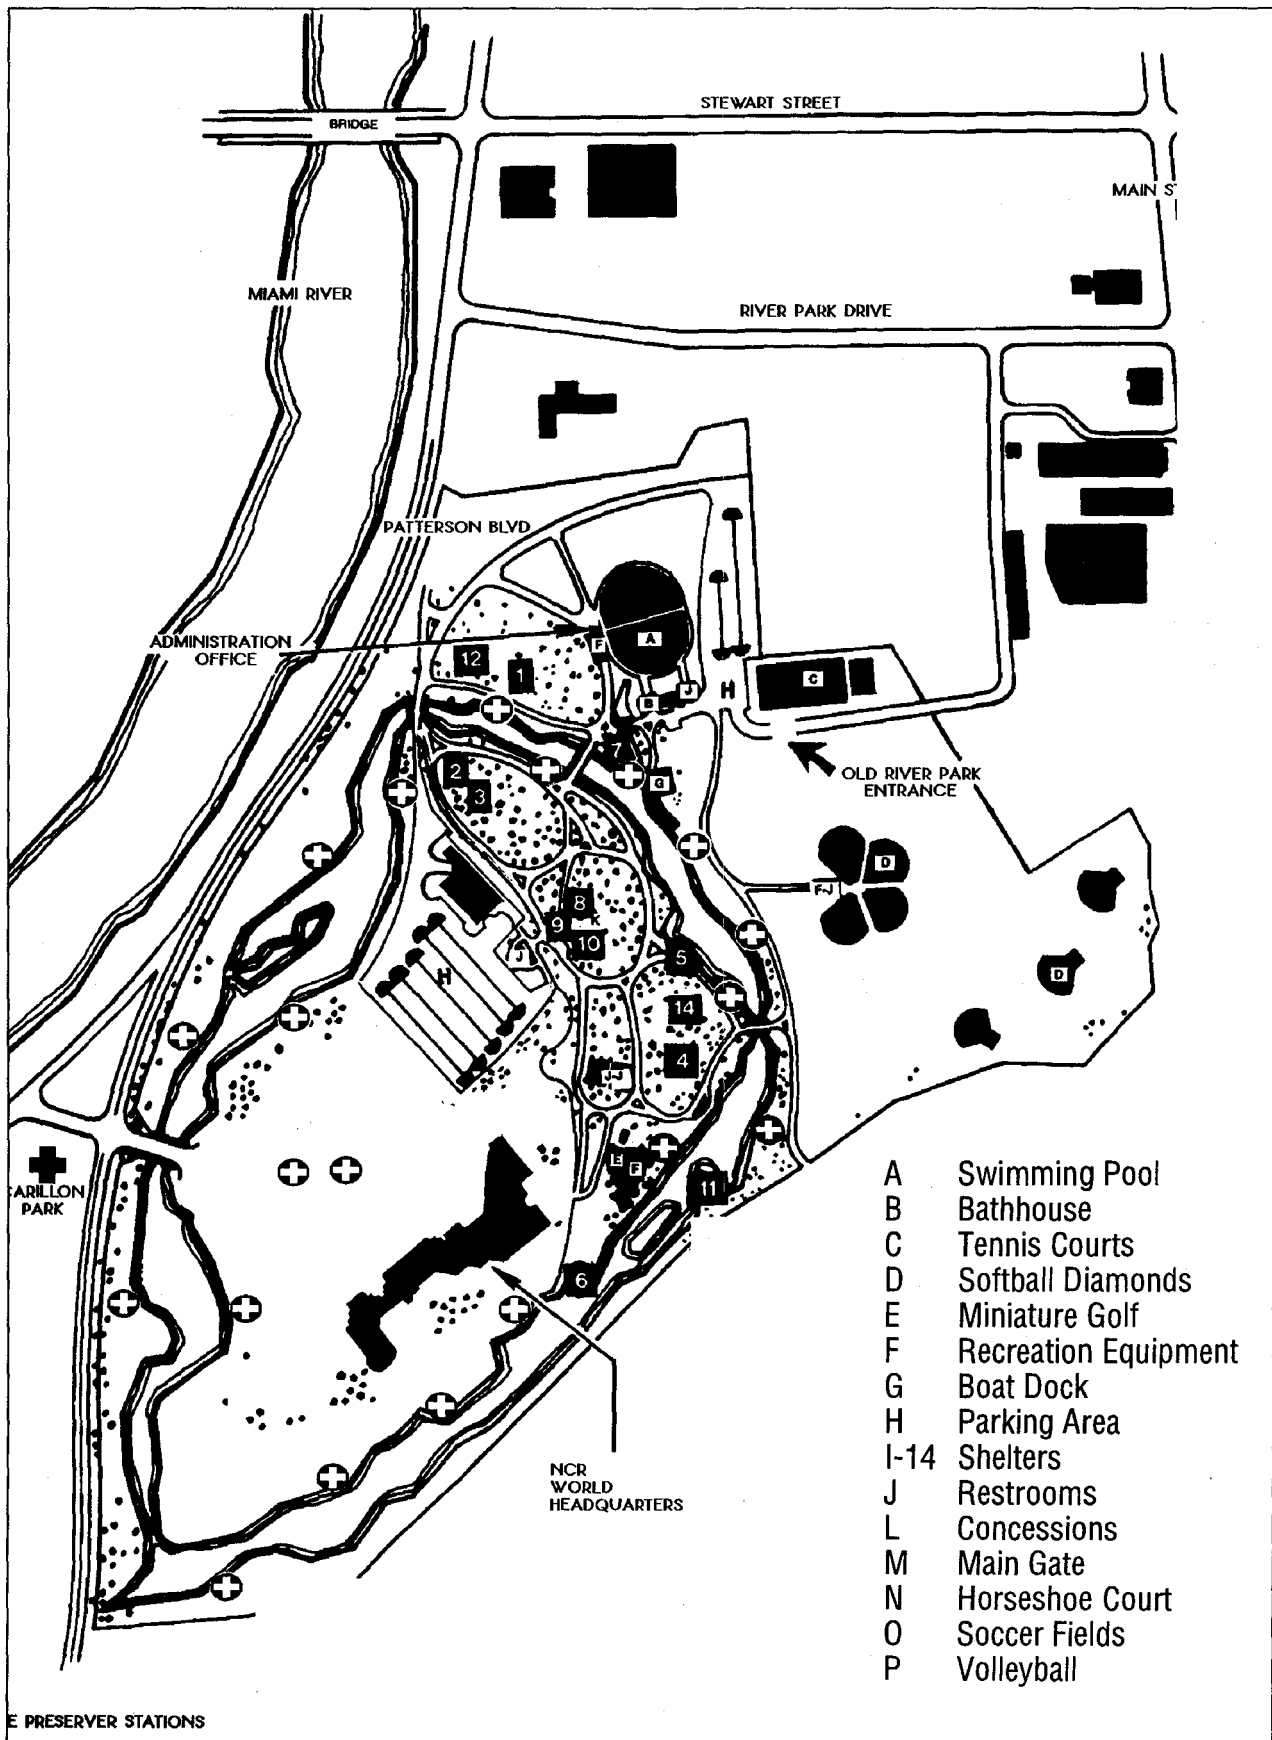 STEWART STREET
BRIDGE
MAIN S
MIAMI RIVER
RIVER PARK DRIVE
PATTERSON BLVD
ADMINISTRATION
OFFICE
A
F
12
1
C
J
H
B
7
2
G
3
OLD RIVER PARK
ENTRANCE
D
F-J
8
K
9
10
J
5
H
D
14
4
J-J
E
F
11
CARILLON
PARK
6
NCR
WORLD
HEADQUARTERS
A Swimming Pool
B Bathhouse
C Tennis Courts
D Softball Diamonds
E Miniature Golf
F Recreation Equipment
G Boat Dock
H Parking Area
I-14 Shelters
J Restrooms
L Concessions
M Main Gate
N Horseshoe Court
O Soccer Fields
P Volleyball
E PRESERVER STATIONS